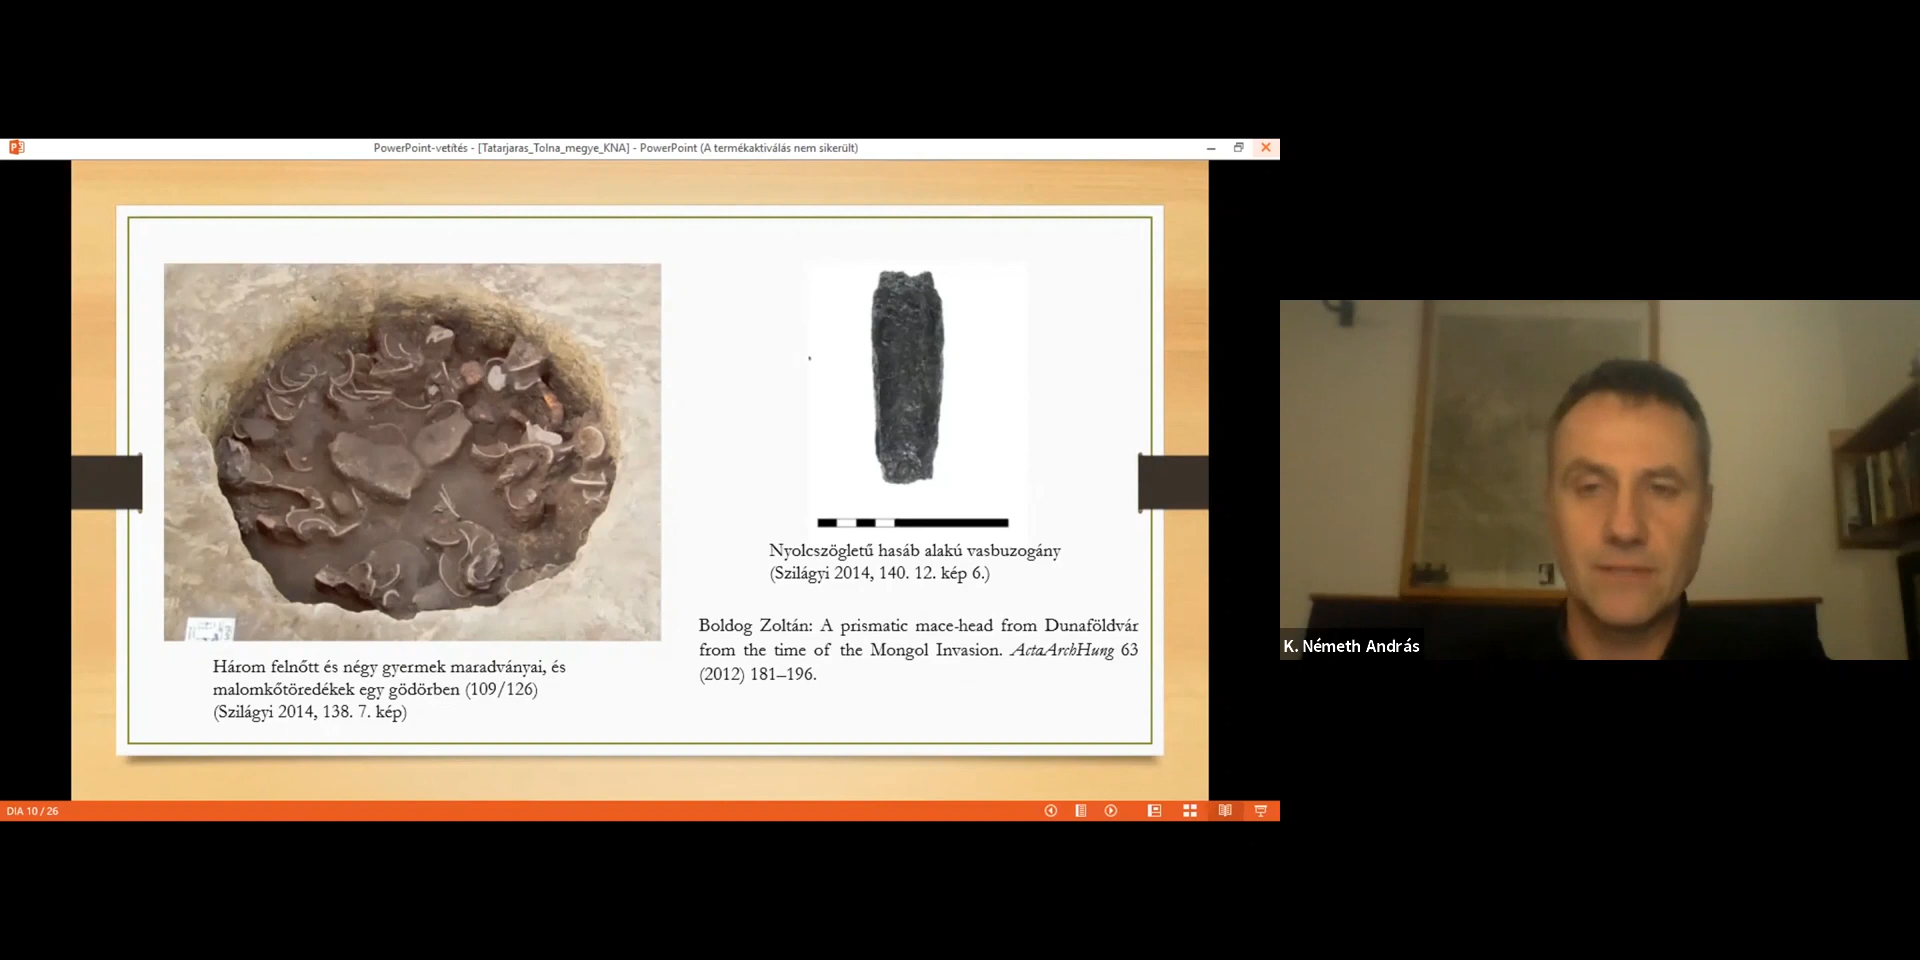 PowerPoint-vetítés - [Tatarjaras_Tolna_megye_KNA] - PowerPoint (A termékaktiválás nem sikerült)
Nyolcszögletű hasáb alakú vasbuzogány
(Szilágyi 2014, 140. 12. kép 6.)
Boldog Zoltán: A prismatic mace-head from Dunaföldvár
from the time of the Mongol Invasion. ActaArchHung 63
(2012) 181–196.
Három felnőtt és négy gyermek maradványai, és
malomkőtöredékek egy gödörben (109/126)
(Szilágyi 2014, 138. 7. kép)
K. Németh András
DIA 10 / 26